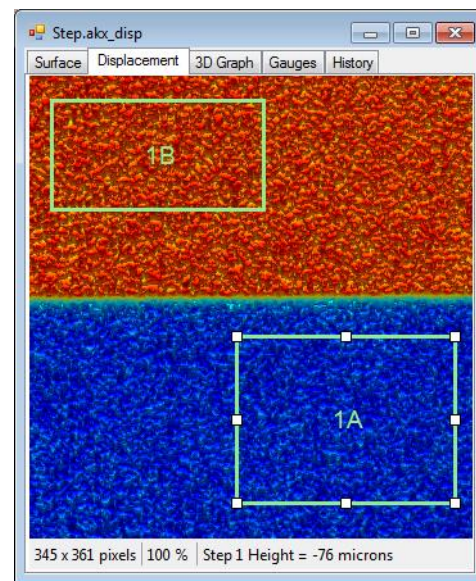 Step.akx_disp
Surface Displacement 3D Graph Gauges History
1B
1A
345 x 361 pixels 100 % Step 1 Height = -76 microns